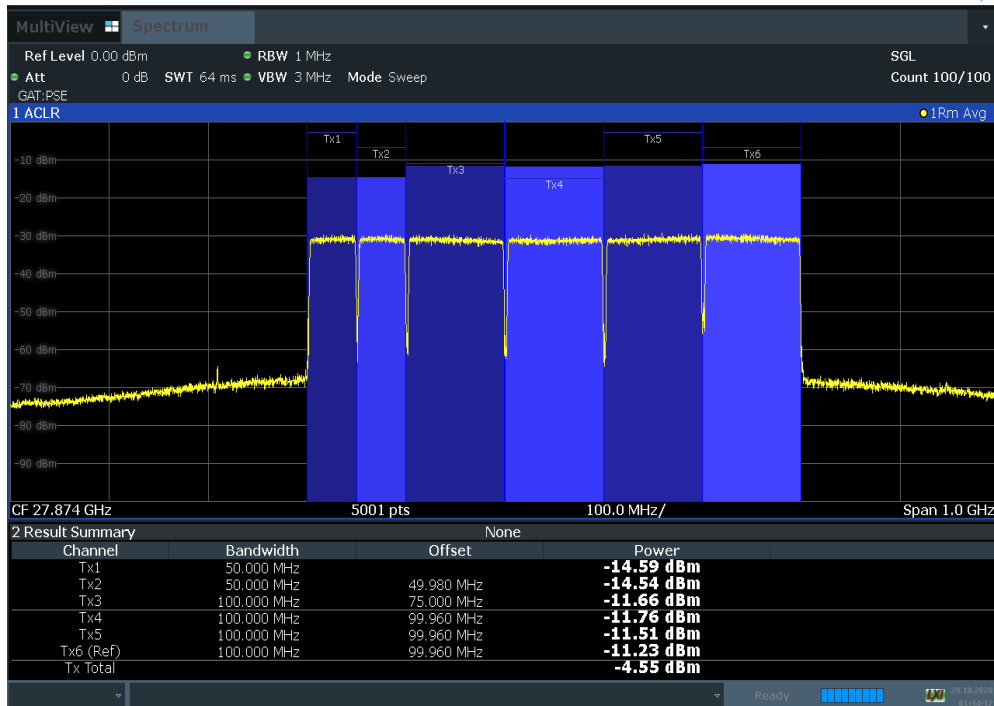 MultiView Spectrum
Ref Level 0.00 dBm RBW 1 MHz SGL
Att 0 dB SWT 64 ms VBW 3 MHz Mode Sweep Count 100/100
GAT:PSE
1 ACLR 1Rm Avg
Tx1 Tx5
Tx2 Tx6
-10 dBm
Tx3
Tx4
-20 dBm
-30 dBm
-40 dBm
-50 dBm
-60 dBm
-70 dBm
-80 dBm
-90 dBm
CF 27.874 GHz 5001 pts 100.0 MHz/ Span 1.0 GHz
2 Result Summary None
Channel Bandwidth Offset Power
Tx1 50.000 MHz -14.59 dBm
Tx2 50.000 MHz 49.980 MHz -14.54 dBm
Tx3 100.000 MHz 75.000 MHz -11.66 dBm
Tx4 100.000 MHz 99.960 MHz -11.76 dBm
Tx5 100.000 MHz 99.960 MHz -11.51 dBm
Tx6 (Ref) 100.000 MHz 99.960 MHz -11.23 dBm
Tx Total -4.55 dBm
Ready LXI 29.10.2020